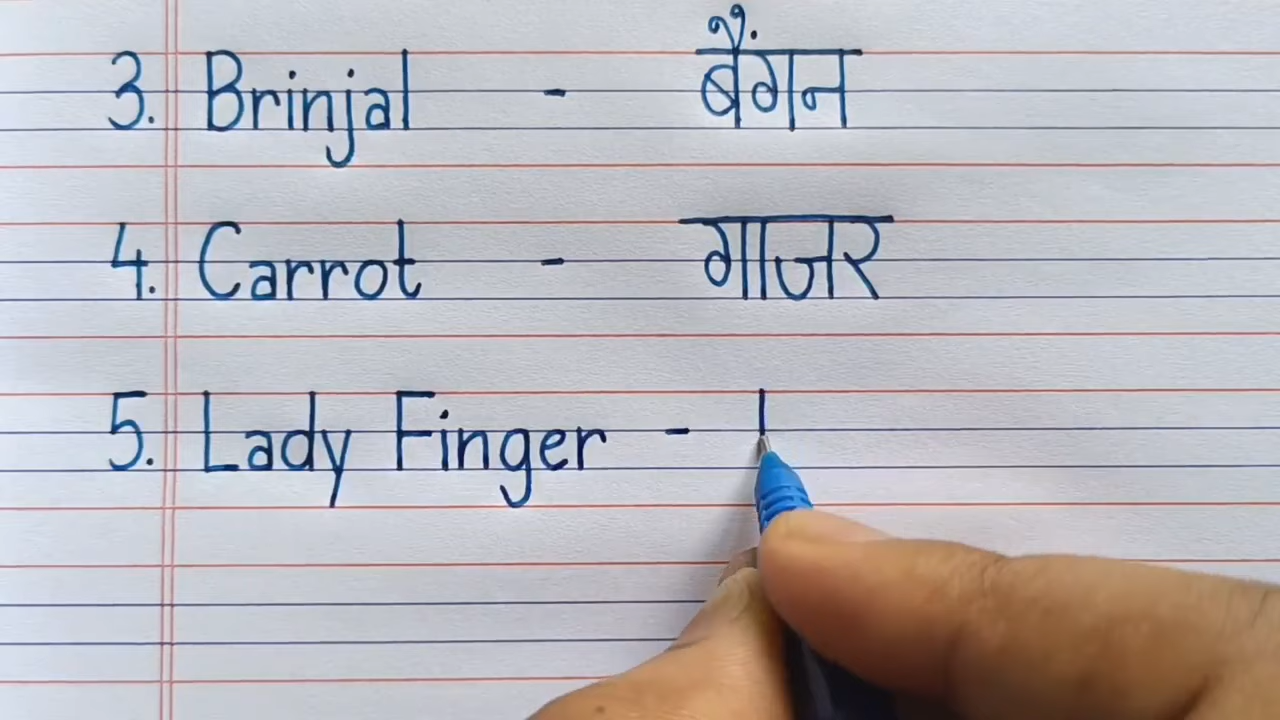 3. Brinjal - बैंगन
4. Carrot - गाजर
5. Lady Finger -